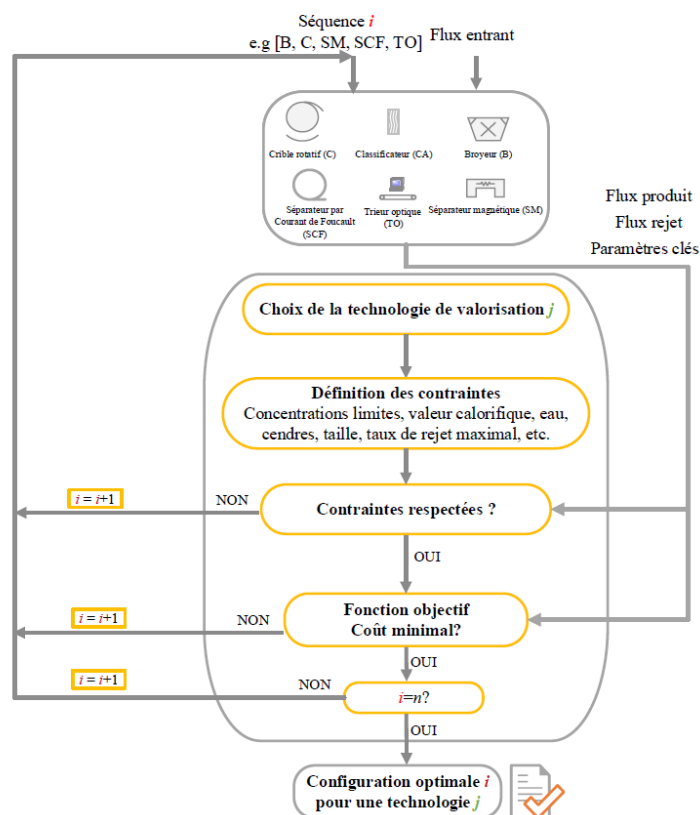 Séquence i
e.g [B, C, SM, SCF, TO]
Flux entrant
Crible rotatif (C)
Classificateur (CA)
Broyeur (B)
Séparateur par
Courant de Foucault
(SCF)
Trieur optique
(TO)
Séparateur magnétique (SM)
Flux produit
Flux rejet
Paramètres clés
Choix de la technologie de valorisation j
Définition des contraintes
Concentrations limites, valeur calorifique, eau,
cendres, taille, taux de rejet maximal, etc.
i = i+1
NON
Contraintes respectées ?
OUI
i = i+1
NON
Fonction objectif
Coût minimal?
OUI
i = i+1
NON
i=n?
OUI
Configuration optimale i
pour une technologie j